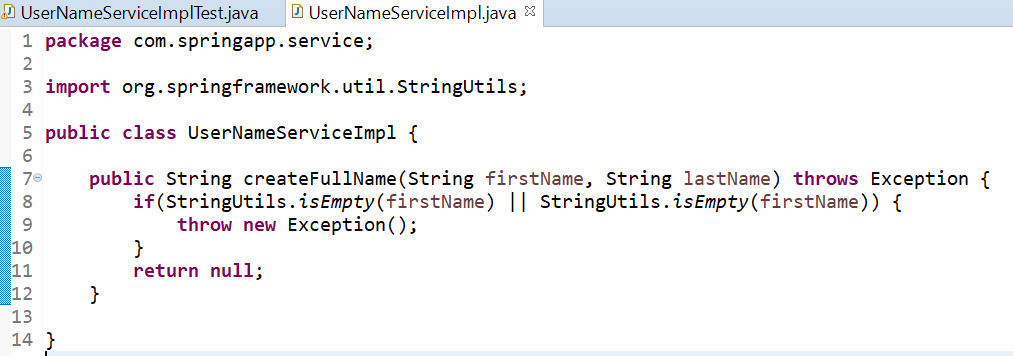 UserNameServiceImplTest.java UserNameServiceImpl.java
1 package com.springapp.service;
2
3 import org.springframework.util.StringUtils;
4
5 public class UserNameServiceImpl {
6
7 public String createFullName(String firstName, String lastName) throws Exception {
8 if(StringUtils.isEmpty(firstName) || StringUtils.isEmpty(firstName)) {
9 throw new Exception();
10 }
11 return null;
12 }
13
14 }